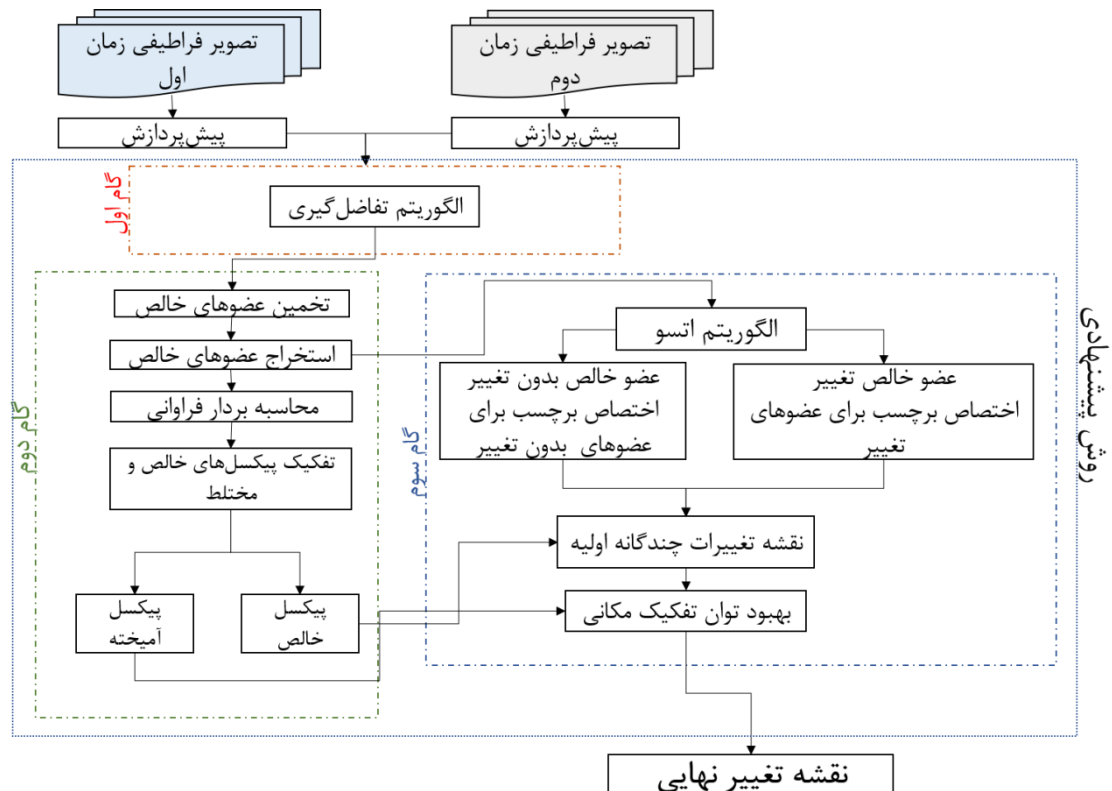 تصویر فراطیفی زمان
اول
تصویر فراطیفی زمان
دوم
پیش‌پردازش
پیش‌پردازش
گام اول
الگوریتم تفاضل‌گیری
روش پیشنهادی
گام دوم
تخمین عضوهای خالص
استخراج عضوهای خالص
محاسبه بردار فراوانی
تفکیک پیکسل‌های خالص و
مختلط
پیکسل
خالص
پیکسل
آمیخته
گام سوم
الگوریتم اتسو
عضو خالص تغییر
اختصاص برچسب برای عضوهای
تغییر
عضو خالص بدون تغییر
اختصاص برچسب برای
عضوهای بدون تغییر
نقشه تغییرات چندگانه اولیه
بهبود توان تفکیک مکانی
نقشه تغییر نهایی